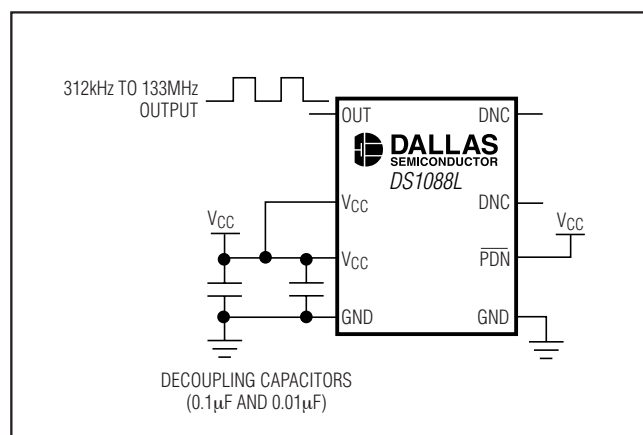 312kHz TO 133MHz
OUTPUT
OUT
DNC
DALLAS
SEMICONDUCTOR
DS1088L
VCC
DNC
VCC
VCC
VCC
PDN
GND
GND
DECOUPLING CAPACITORS
(0.1μF AND 0.01μF)